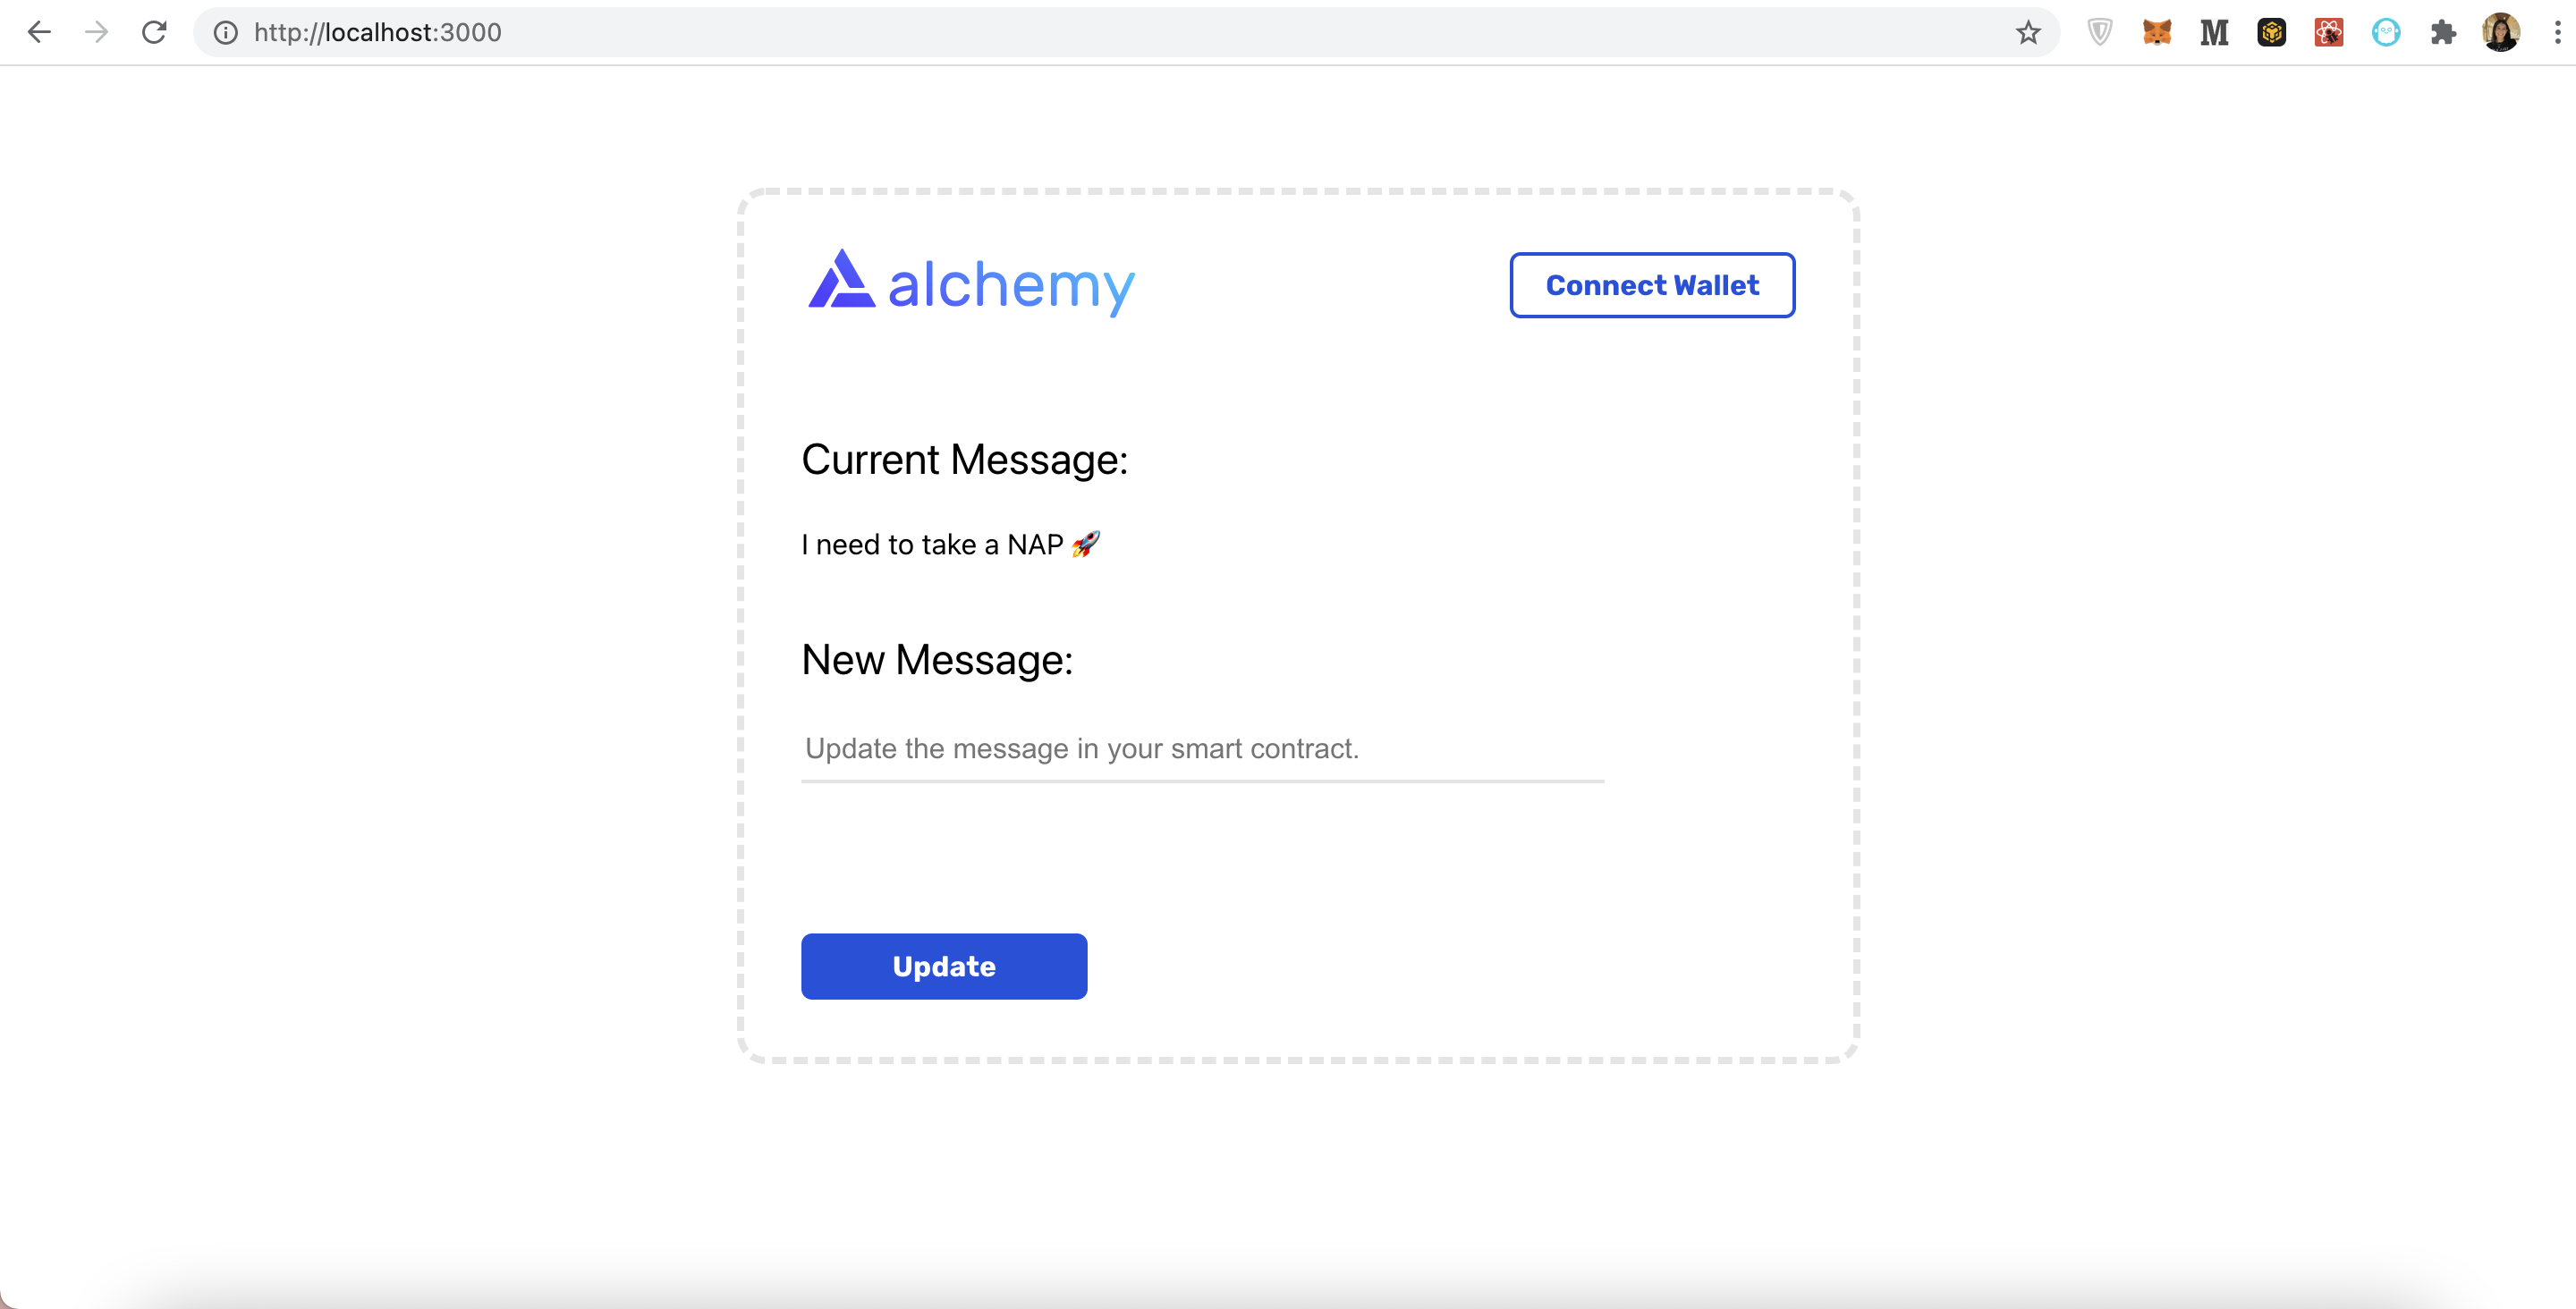 http://localhost:3000
alchemy
Connect Wallet
Current Message:
I need to take a NAP 🚀
New Message:
Update the message in your smart contract.
Update